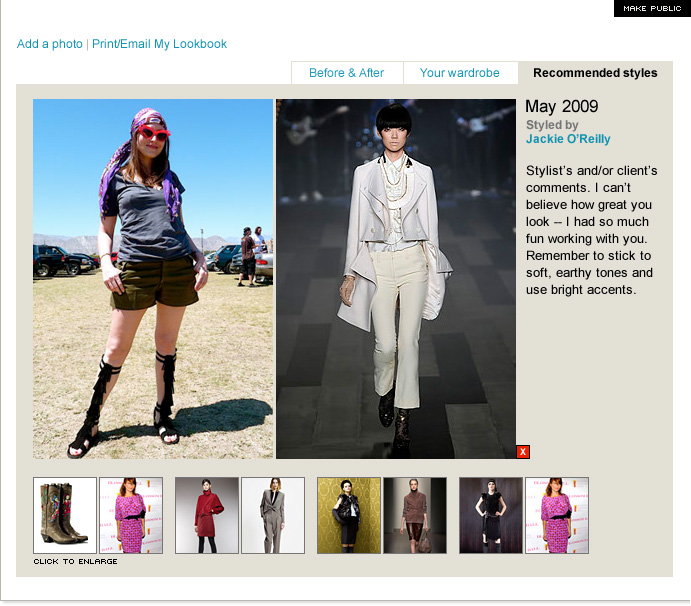 MAKE PUBLIC
Add a photo | Print/Email My Lookbook
Before & After
Your wardrobe
Recommended styles
May 2009
Styled by
Jackie O'Reilly
Stylist's and/or client's
comments. I can't
believe how great you
look -- I had so much
fun working with you.
Remember to stick to
soft, earthy tones and
use bright accents.
X
CLICK TO ENLARGE